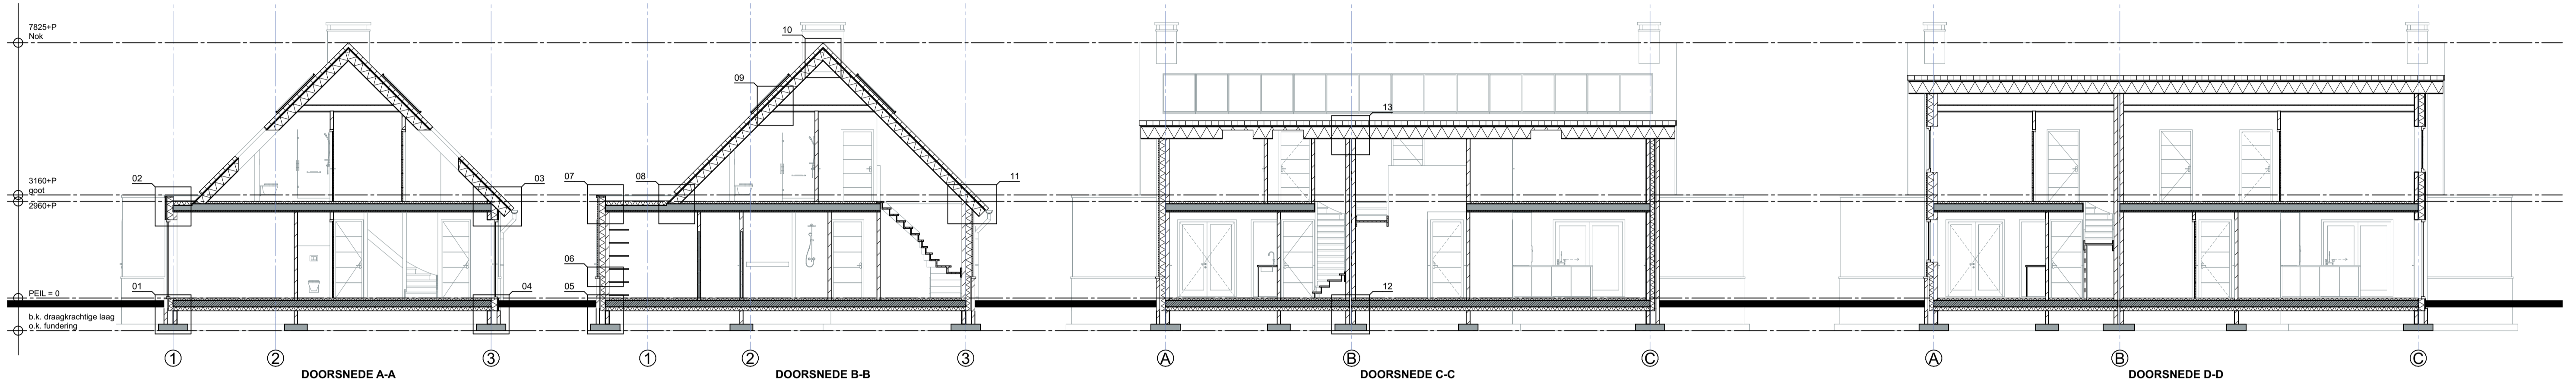 7825+P
Nok
3160+P
goot
2960+P
PEIL = 0
b.k. draagkrachtige laag
o.k. fundering
02
03
01
04
1
2
3
DOORSNEDE A-A
10
09
07
08
11
06
05
1
2
3
DOORSNEDE B-B
13
12
A
B
C
DOORSNEDE C-C
A
B
C
DOORSNEDE D-D